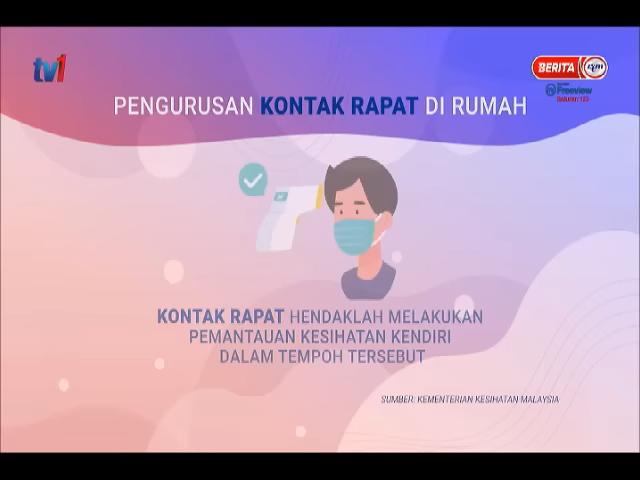 tv1
BERITA rtm
Freeview
PENGURUSAN KONTAK RAPAT DI RUMAH
KONTAK RAPAT HENDAKLAH MELAKUKAN
PEMANTAUAN KESIHATAN KENDIRI
DALAM TEMPOH TERSEBUT
SUMBER: KEMENTERIAN KESIHATAN MALAYSIA